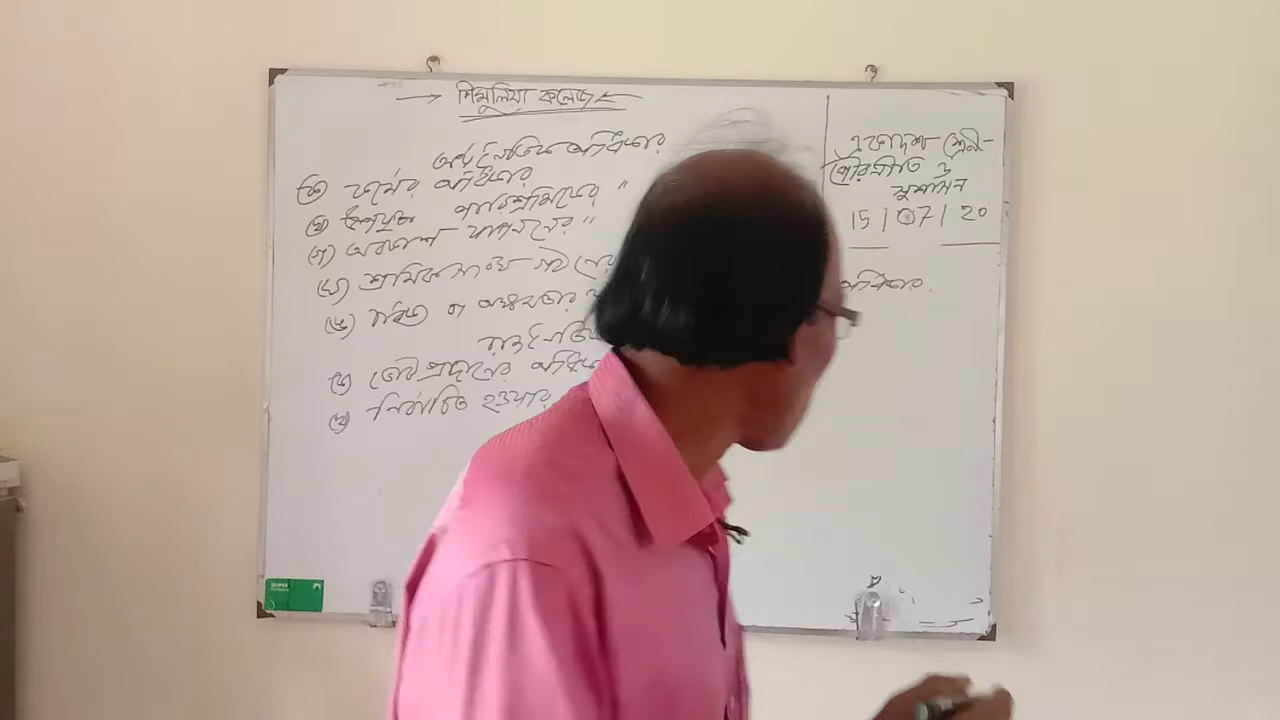 শিমুলিয়া কলেজ
একাদশ শ্রেনী-
পৌরনীতি ও
সুশাসন
15/07/20
অর্থনৈতিক অধিকার
ক) কর্মের অধিকার
খ) উপযুক্ত পারিশ্রমিকের "
গ) অবকাশ যাপনের "
ঘ) শ্রমিক সংঘ গঠনের
ঙ) বার্ধক্য ও অক্ষমতার
অধিকার.
রাজনৈতিক
ক) ভোট প্রদানের অধিকার
খ) নির্বাচিত হওয়ার
SUPER